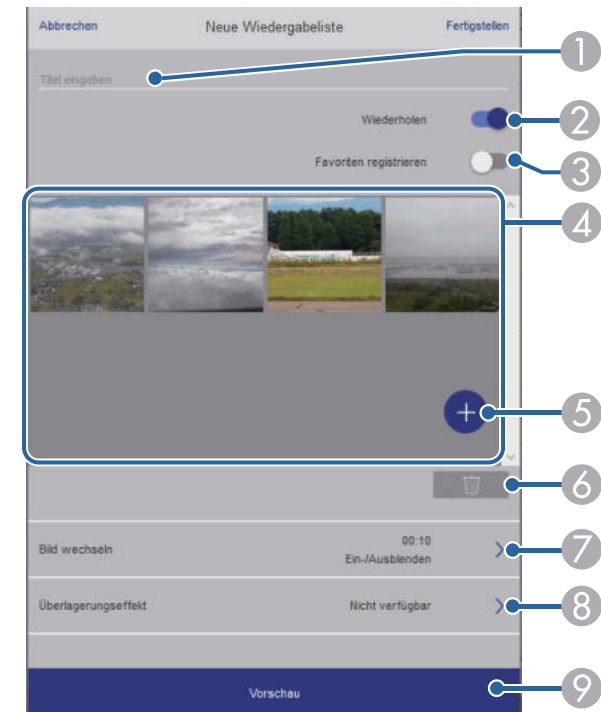 Abbrechen Neue Wiedergabeliste Fertigstellen
Titel eingeben
1
Wiederholen
2
Favoriten registrieren
3
4
5
6
Bild wechseln
00:10
Ein-/Ausblenden
7
Überlagerungseffekt
Nicht verfügbar
8
Vorschau
9